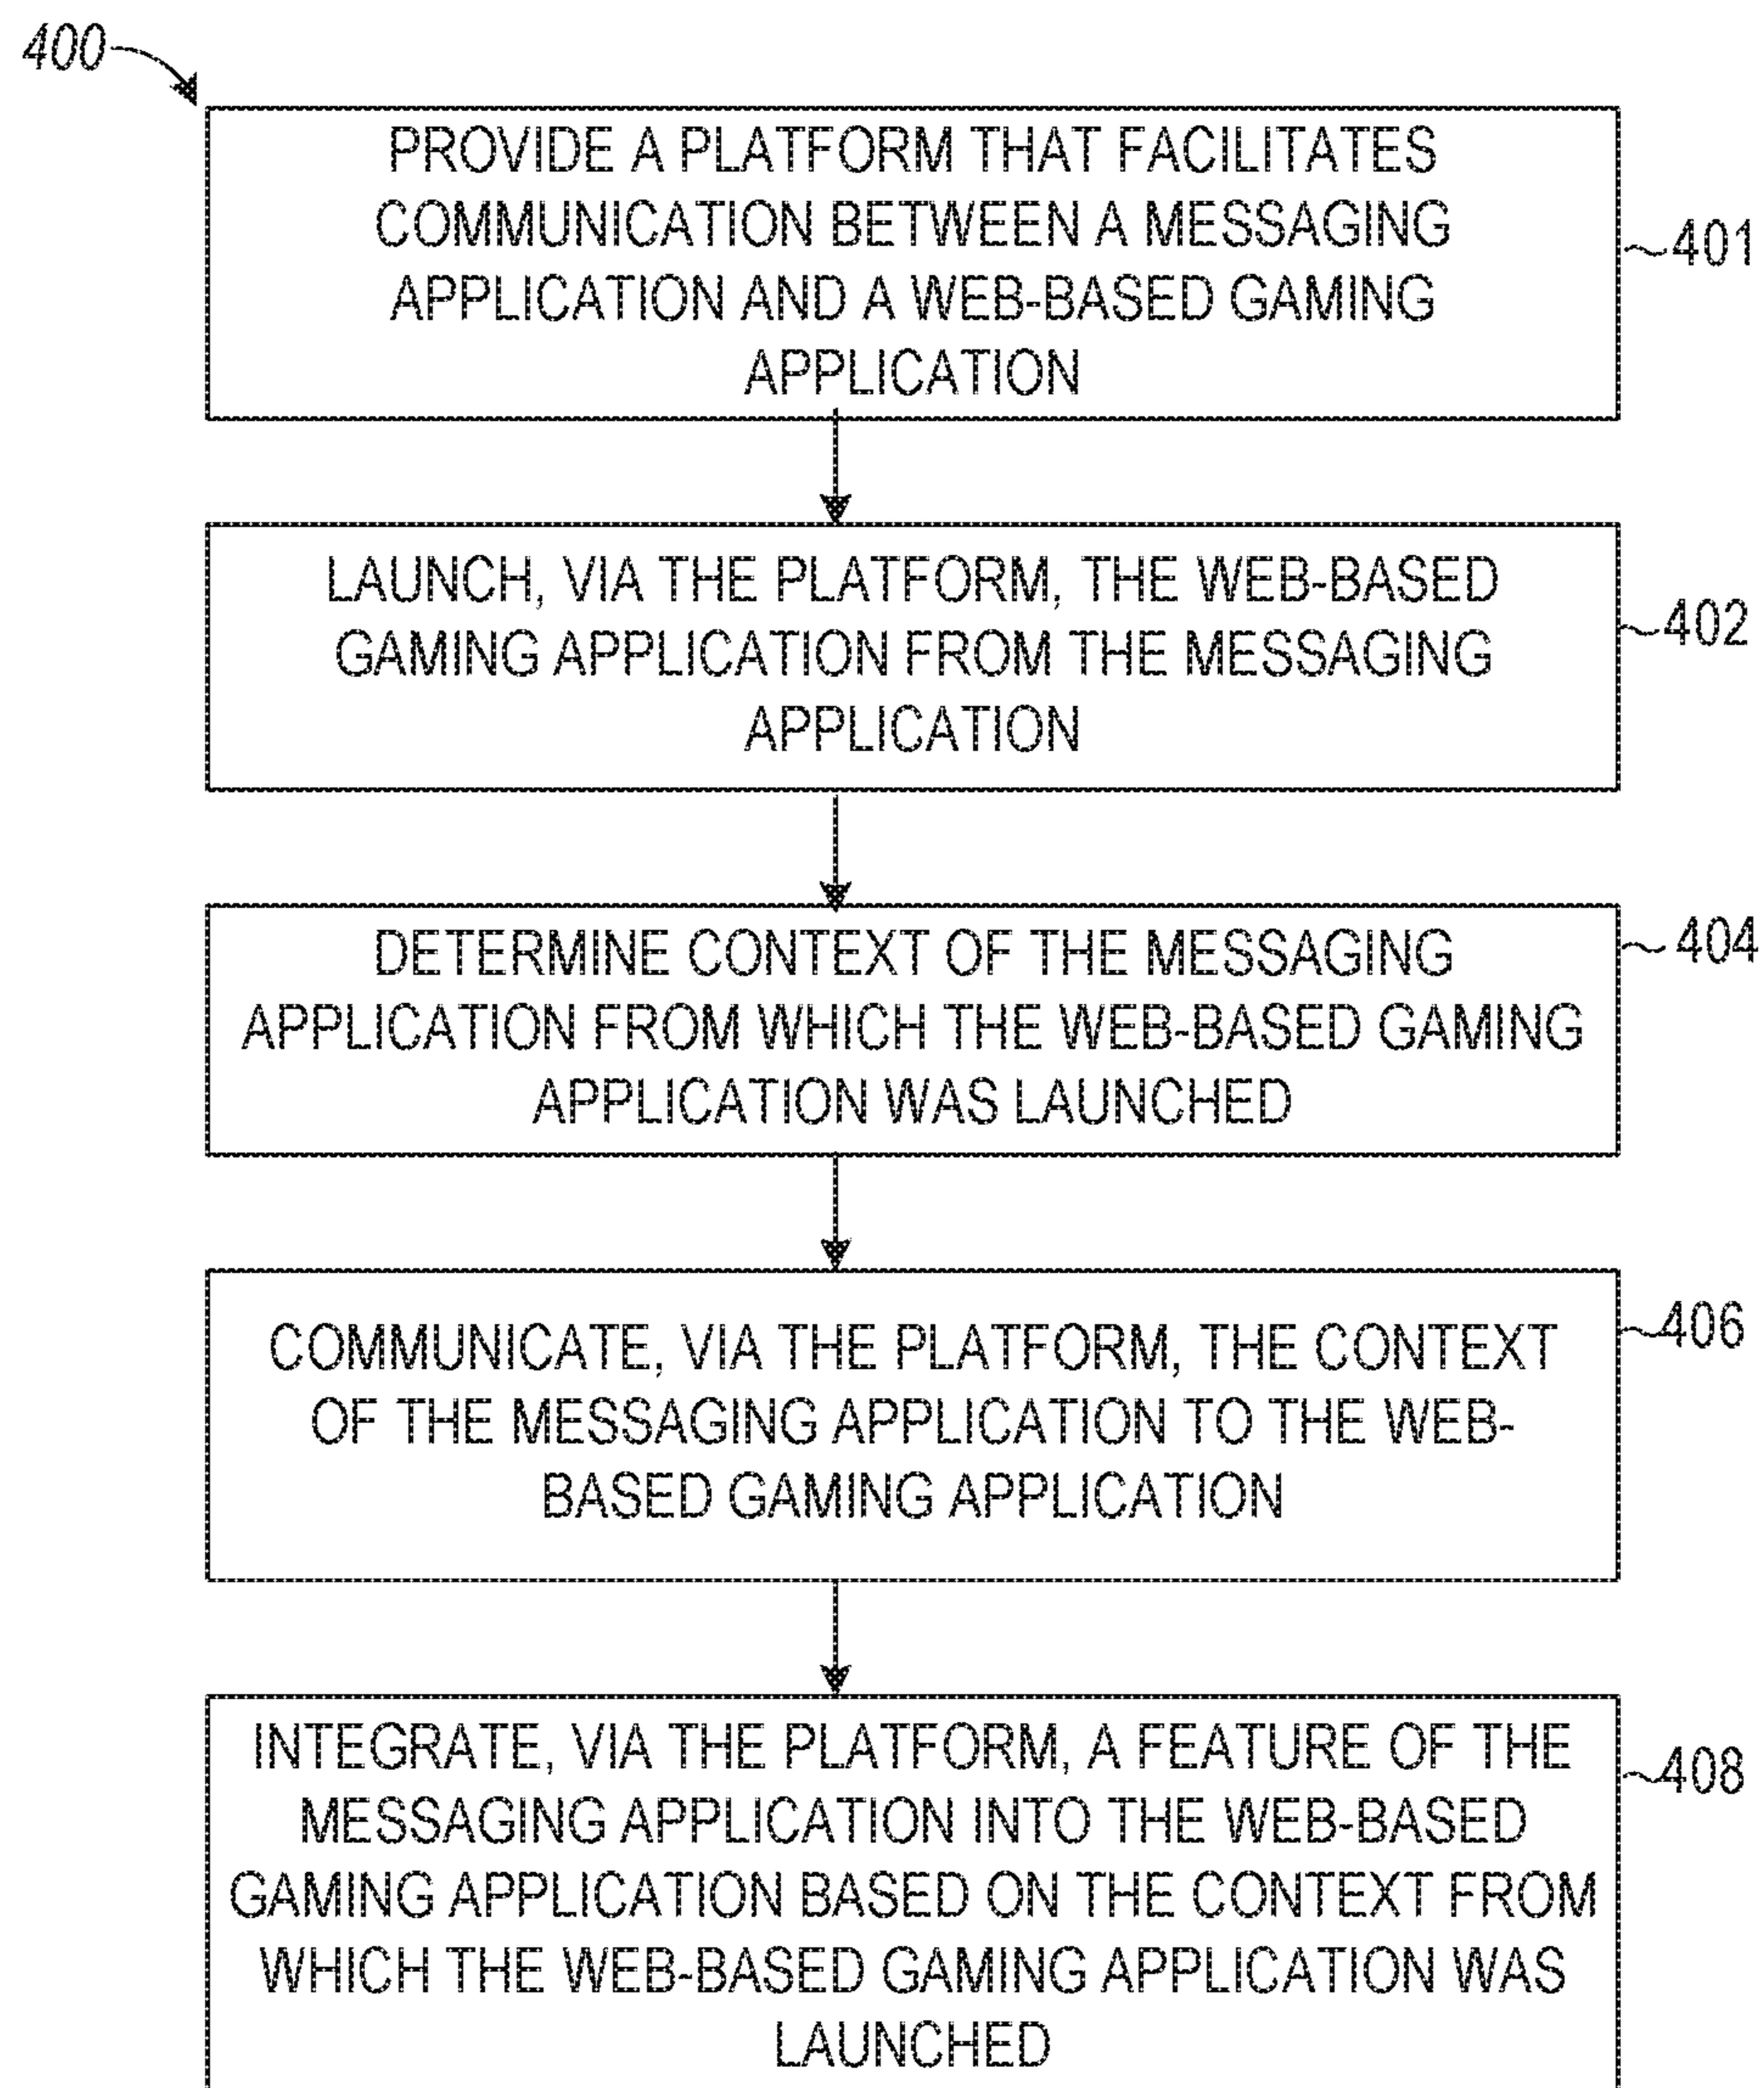 400
PROVIDE A PLATFORM THAT FACILITATES
COMMUNICATION BETWEEN A MESSAGING
APPLICATION AND A WEB-BASED GAMING
APPLICATION
401
LAUNCH, VIA THE PLATFORM, THE WEB-BASED
GAMING APPLICATION FROM THE MESSAGING
APPLICATION
402
DETERMINE CONTEXT OF THE MESSAGING
APPLICATION FROM WHICH THE WEB-BASED GAMING
APPLICATION WAS LAUNCHED
404
COMMUNICATE, VIA THE PLATFORM, THE CONTEXT
OF THE MESSAGING APPLICATION TO THE WEB-
BASED GAMING APPLICATION
406
INTEGRATE, VIA THE PLATFORM, A FEATURE OF THE
MESSAGING APPLICATION INTO THE WEB-BASED
GAMING APPLICATION BASED ON THE CONTEXT FROM
WHICH THE WEB-BASED GAMING APPLICATION WAS
LAUNCHED
408